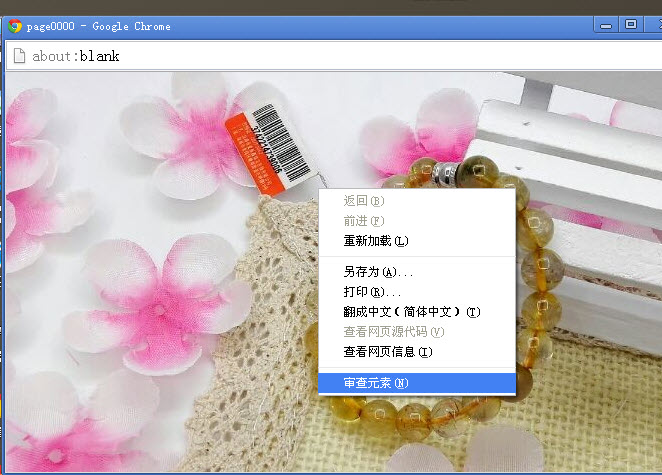 page0000 - Google Chrome
about:blank
返回(B)
前进(F)
重新加载(L)
另存为(A)...
打印(R)...
翻成中文(简体中文)(T)
查看网页源代码(V)
查看网页信息(I)
审查元素(N)